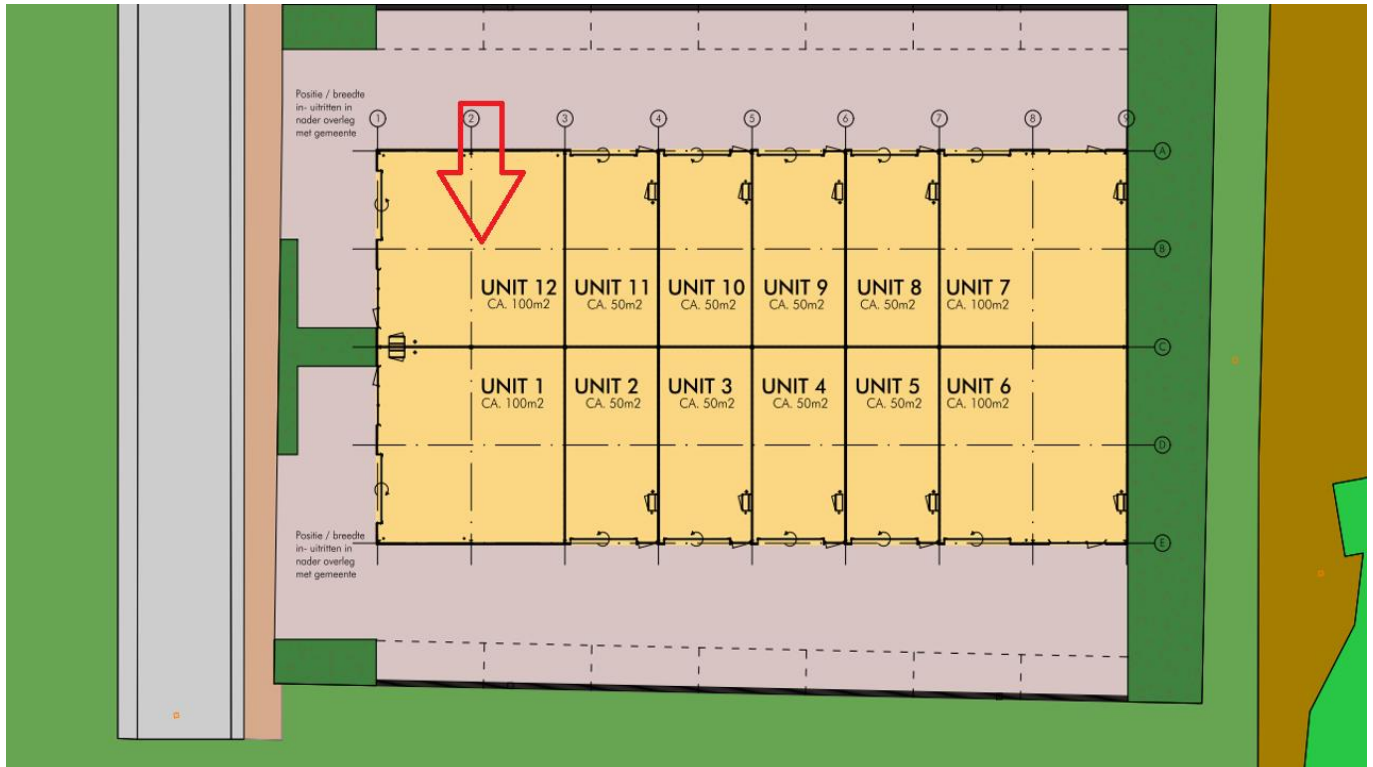 Positie / breedte
in- uitritten in
nader overleg
met gemeente
1 2 3 4 5 6 7 8 9
A
B
UNIT 12 UNIT 11 UNIT 10 UNIT 9 UNIT 8 UNIT 7
CA. 100m2 CA. 50m2 CA. 50m2 CA. 50m2 CA. 50m2 CA. 100m2
C
UNIT 1 UNIT 2 UNIT 3 UNIT 4 UNIT 5 UNIT 6
CA. 100m2 CA. 50m2 CA. 50m2 CA. 50m2 CA. 50m2 CA. 100m2
D
Positie / breedte
in- uitritten in
nader overleg
met gemeente
E